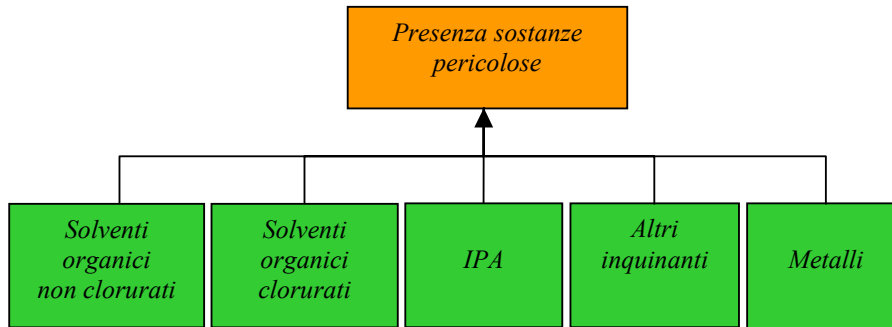 Presenza sostanze
pericolose
Solventi
organici
non clorurati
Solventi
organici
clorurati
IPA
Altri
inquinanti
Metalli